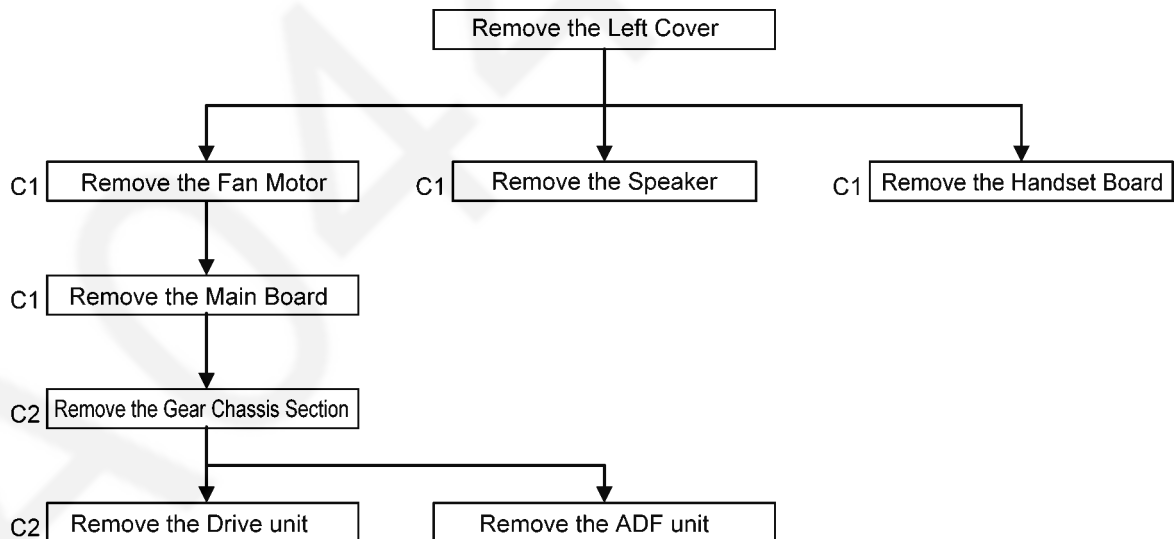 Remove the Left Cover
C1 Remove the Fan Motor
C1 Remove the Speaker
C1 Remove the Handset Board
C1 Remove the Main Board
C2 Remove the Gear Chassis Section
C2 Remove the Drive unit
Remove the ADF unit